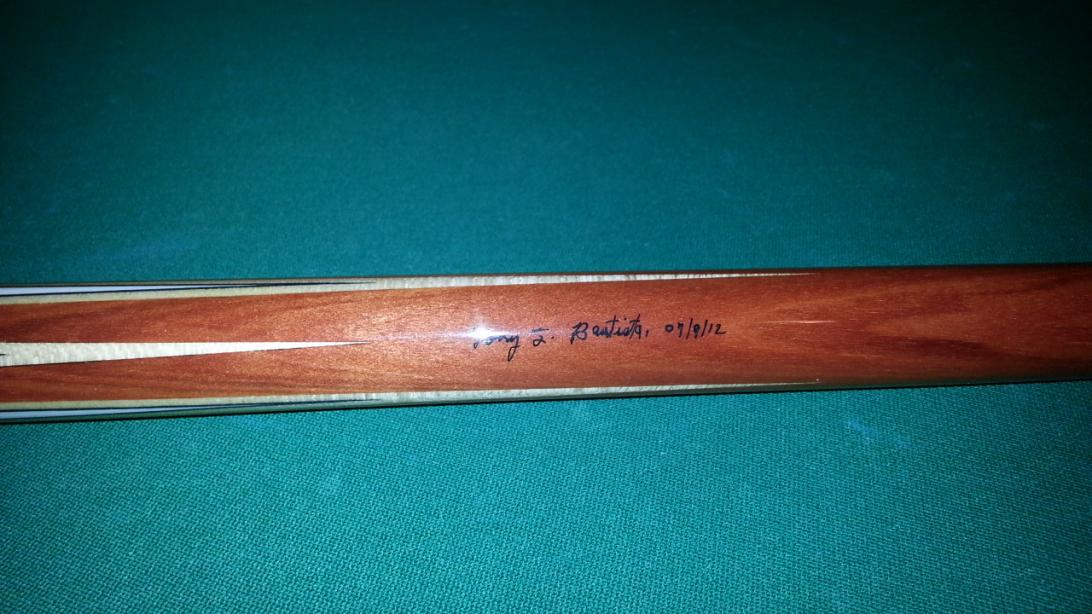 Tony Z. Bautista, 07/9/12